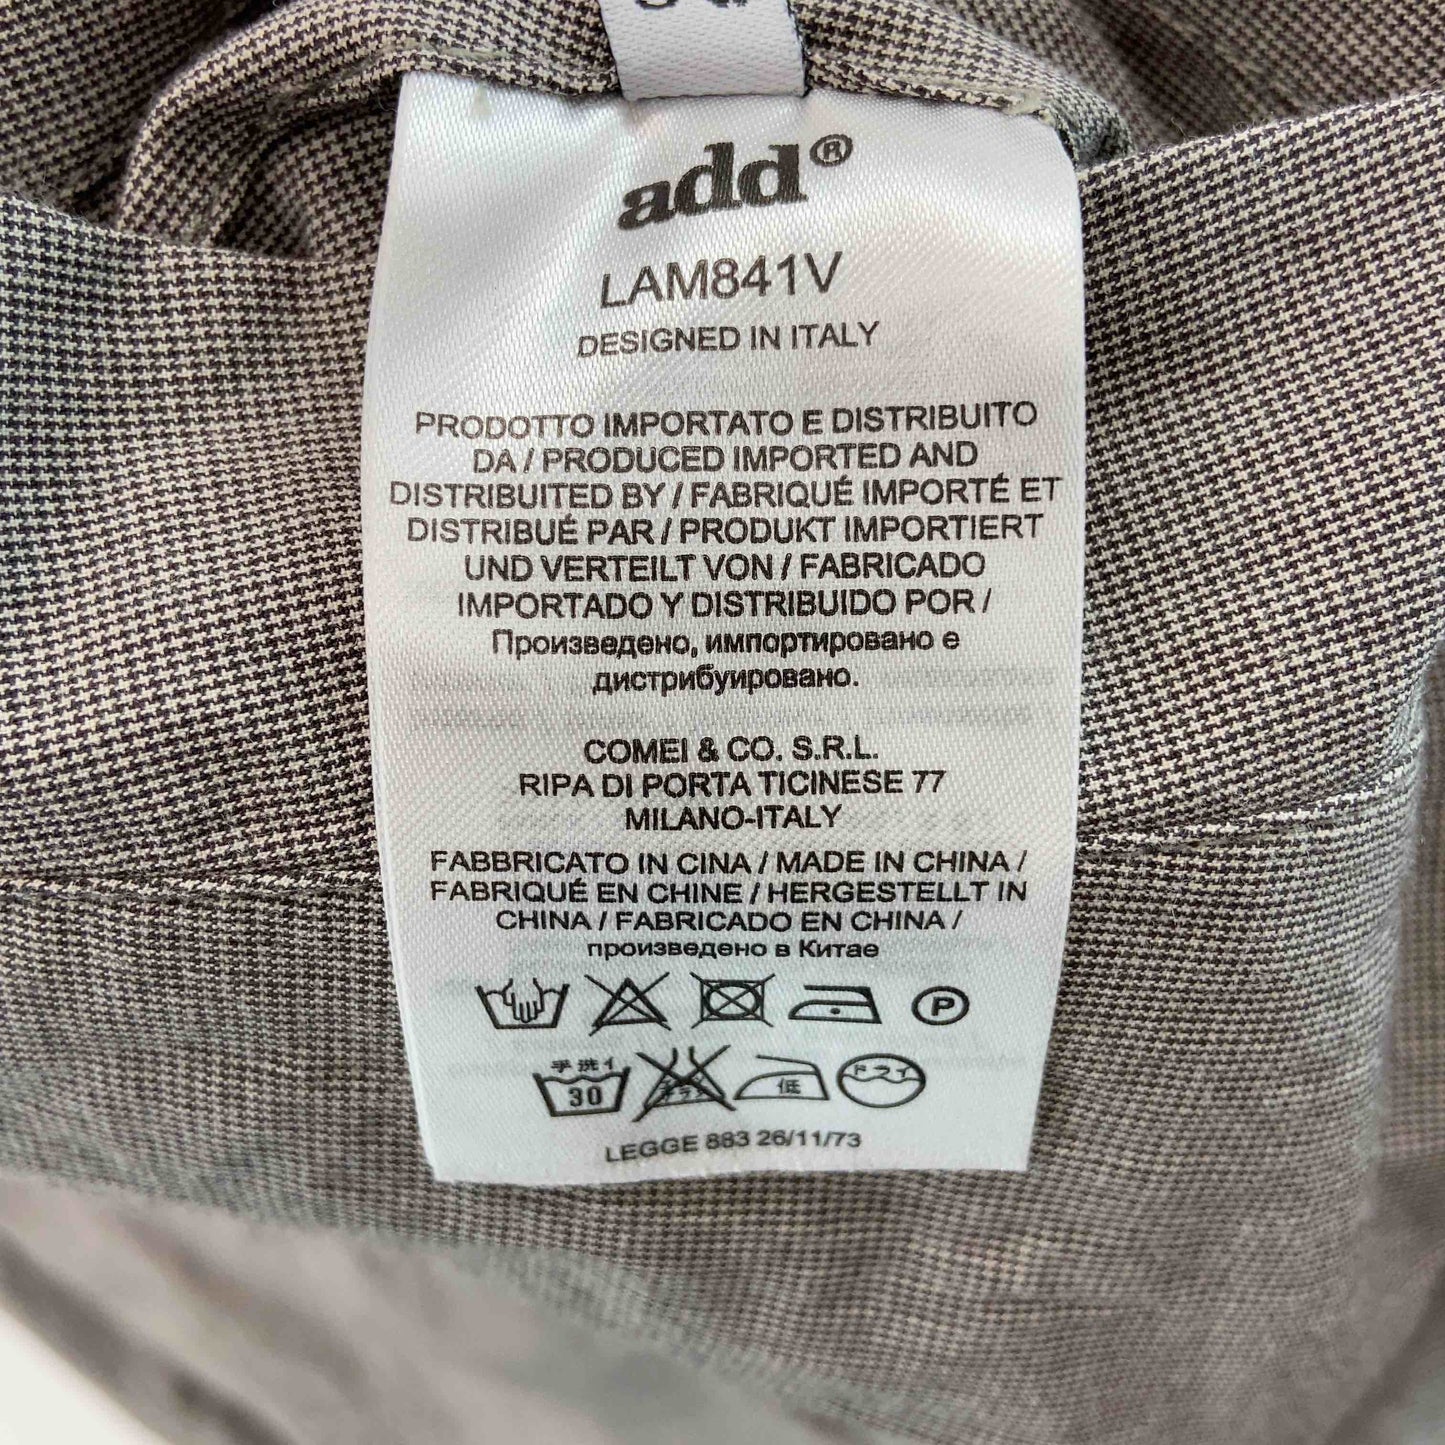 add®
LAM841V
DESIGNED IN ITALY
PRODOTTO IMPORTATO E DISTRIBUITO
DA / PRODUCED IMPORTED AND
DISTRIBUITED BY / FABRIQUÉ IMPORTÉ ET
DISTRIBUÉ PAR / PRODUKT IMPORTIERT
UND VERTEILT VON / FABRICADO
IMPORTADO Y DISTRIBUIDO POR /
Произведено, импортировано е
дистрибуировано.
COMEI & CO. S.R.L.
RIPA DI PORTA TICINESE 77
MILANO-ITALY
FABBRICATO IN CINA / MADE IN CHINA /
FABRIQUÉ EN CHINE / HERGESTELLT IN
CHINA / FABRICADO EN CHINA /
произведено в Китае
P
手洗イ
30 低 ドライ
LEGGE 883 26/11/73